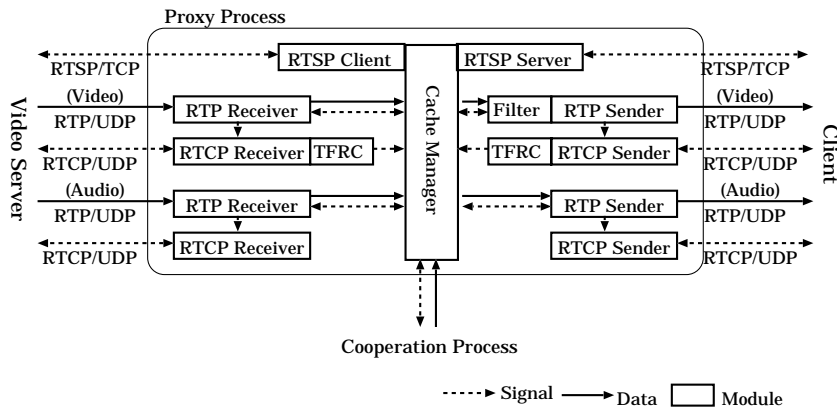 Proxy Process
RTSP Client
RTSP Server
RTSP/TCP
RTSP/TCP
(Video)
RTP Receiver
Filter
RTP Sender
(Video)
RTP/UDP
RTP/UDP
RTCP Receiver
TFRC
TFRC
RTCP Sender
RTCP/UDP
RTCP/UDP
Video Server
Cache Manager
Client
(Audio)
RTP Receiver
RTP Sender
(Audio)
RTP/UDP
RTP/UDP
RTCP Receiver
RTCP Sender
RTCP/UDP
RTCP/UDP
Cooperation Process
Signal
Data
Module